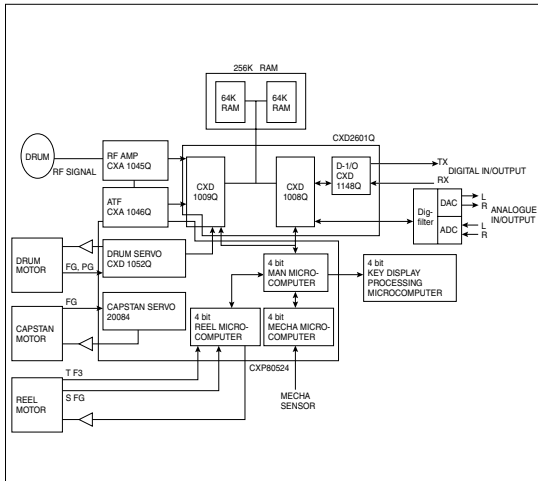 256K RAM
64K
RAM
64K
RAM
CXD2601Q
DRUM
RF SIGNAL
RF AMP
CXA 1045Q
CXD
1009Q
CXD
1008Q
D-1/O
CXD
1148Q
TX
DIGITAL IN/OUTPUT
RX
ATF
CXA 1046Q
Dig-
filter
DAC
ADC
L
R
ANALOGUE
IN/OUTPUT
L
R
DRUM
MOTOR
FG, PG
DRUM SERVO
CXD 1052Q
4 bit
MAN MICRO-
COMPUTER
4 bit
KEY DISPLAY
PROCESSING
MICROCOMPUTER
CAPSTAN
MOTOR
FG
CAPSTAN SERVO
20084
4 bit
REEL MICRO-
COMPUTER
4 bit
MECHA MICRO-
COMPUTER
CXP80524
REEL
MOTOR
T F3
S FG
MECHA
SENSOR